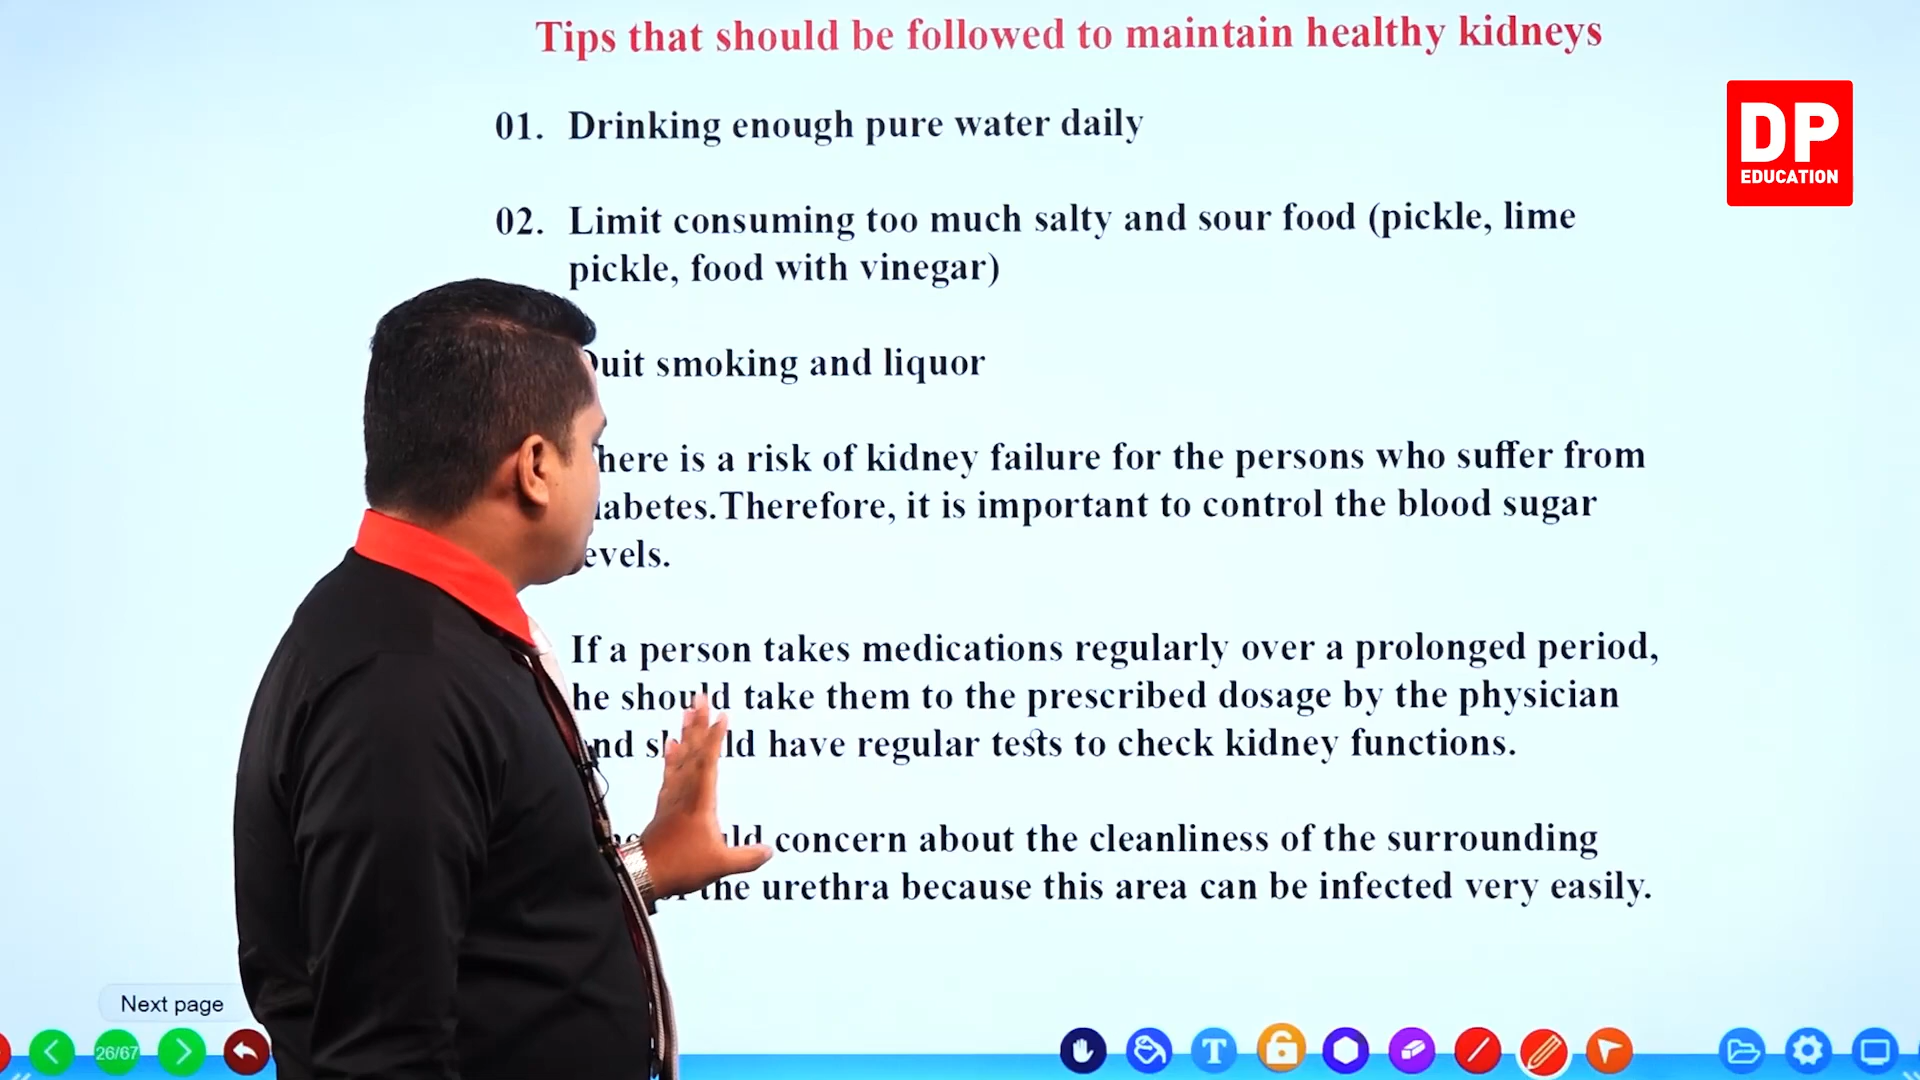 Tips that should be followed to maintain healthy kidneys
01. Drinking enough pure water daily
DP
EDUCATION
02. Limit consuming too much salty and sour food (pickle, lime
pickle, food with vinegar)
smoking and liquor
is a risk of kidney failure for the persons who suffer from
Therefore, it is important to control the blood sugar
If a person takes medications regularly over a prolonged period,
he should take them to the prescribed dosage by the physician
have regular tests to check kidney functions.
concern about the cleanliness of the surrounding
the urethra because this area can be infected very easily.
Next page
26/67
T